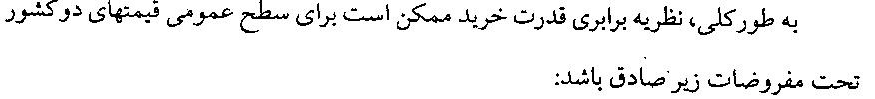 به طورکلی، نظریه برابری قدرت خرید ممکن است برای سطح عمومی قیمتهای دوکشور
تحت مفروضات زیر صادق باشد: